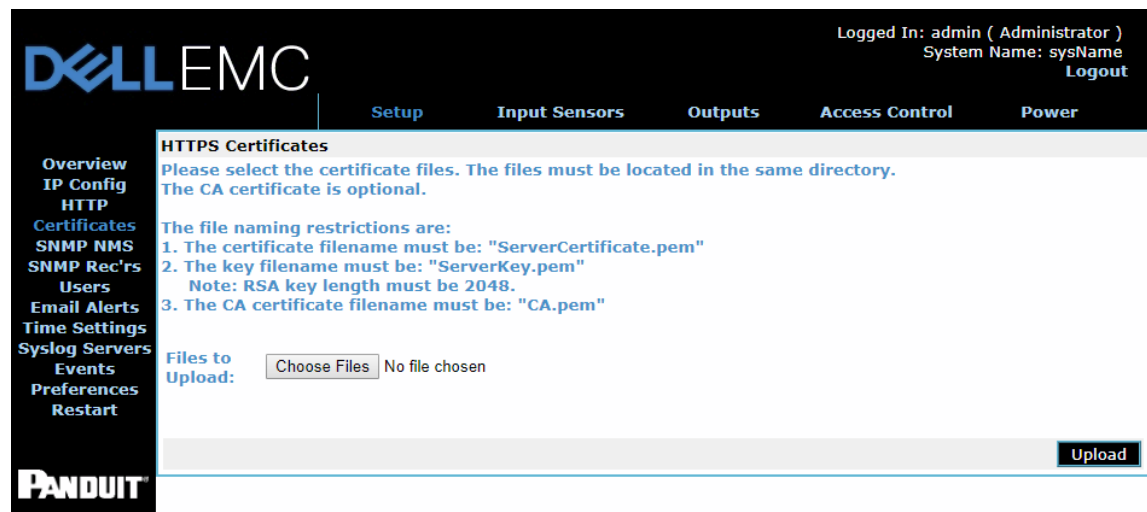 Logged In: admin ( Administrator )
System Name: sysName
Logout
DELLEMC
Setup Input Sensors Outputs Access Control Power
Overview
IP Config
HTTP
Certificates
SNMP NMS
SNMP Rec'rs
Users
Email Alerts
Time Settings
Syslog Servers
Events
Preferences
Restart
PANDUIT
HTTPS Certificates
Please select the certificate files. The files must be located in the same directory.
The CA certificate is optional.
The file naming restrictions are:
1. The certificate filename must be: "ServerCertificate.pem"
2. The key filename must be: "ServerKey.pem"
Note: RSA key length must be 2048.
3. The CA certificate filename must be: "CA.pem"
Files to
Upload:
Choose Files No file chosen
Upload